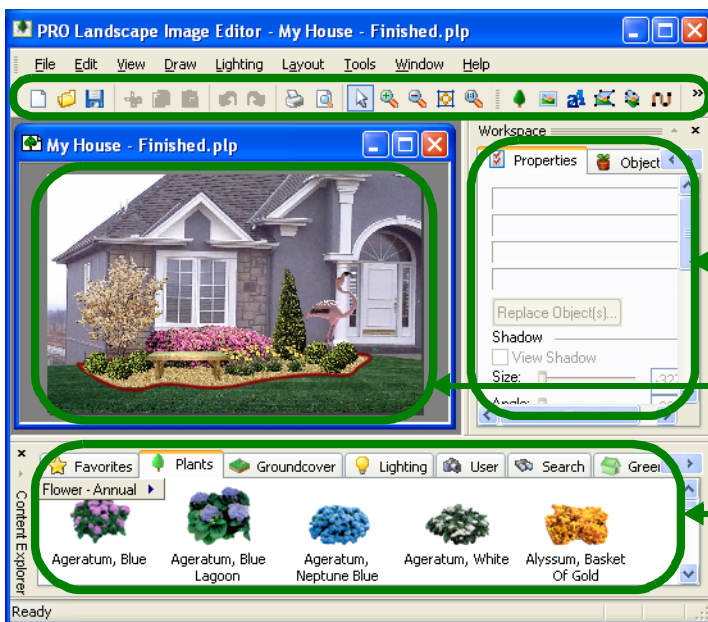 PRO Landscape Image Editor - My House - Finished.plp
File Edit View Draw Lighting Layout Tools Window Help
My House - Finished.plp
Workspace
Properties Object
Replace Object(s)...
Shadow
View Shadow
Size:
Angle:
Favorites Plants Groundcover Lighting User Search
Flower - Annual
Content Explorer
Ageratum, Blue
Ageratum, Blue Lagoon
Ageratum, Neptune Blue
Ageratum, White
Alyssum, Basket Of Gold
Ready